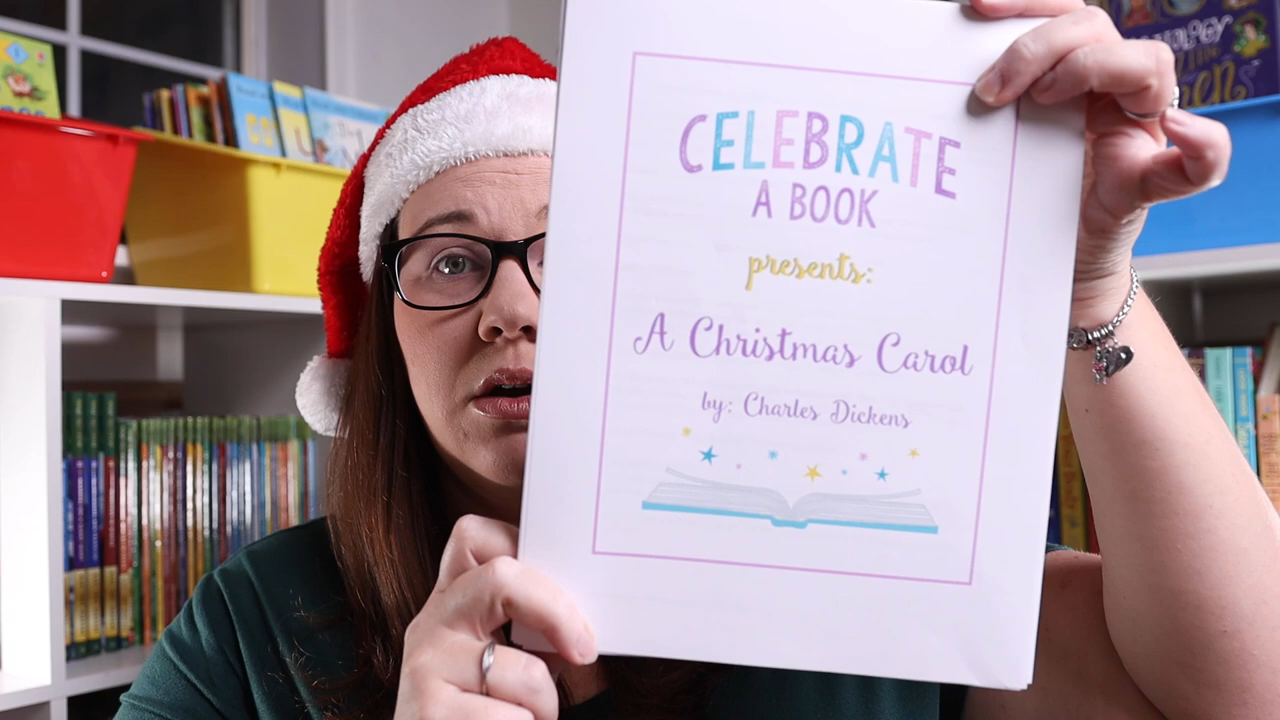 CELEBRATE
A BOOK
presents:
A Christmas Carol
by: Charles Dickens